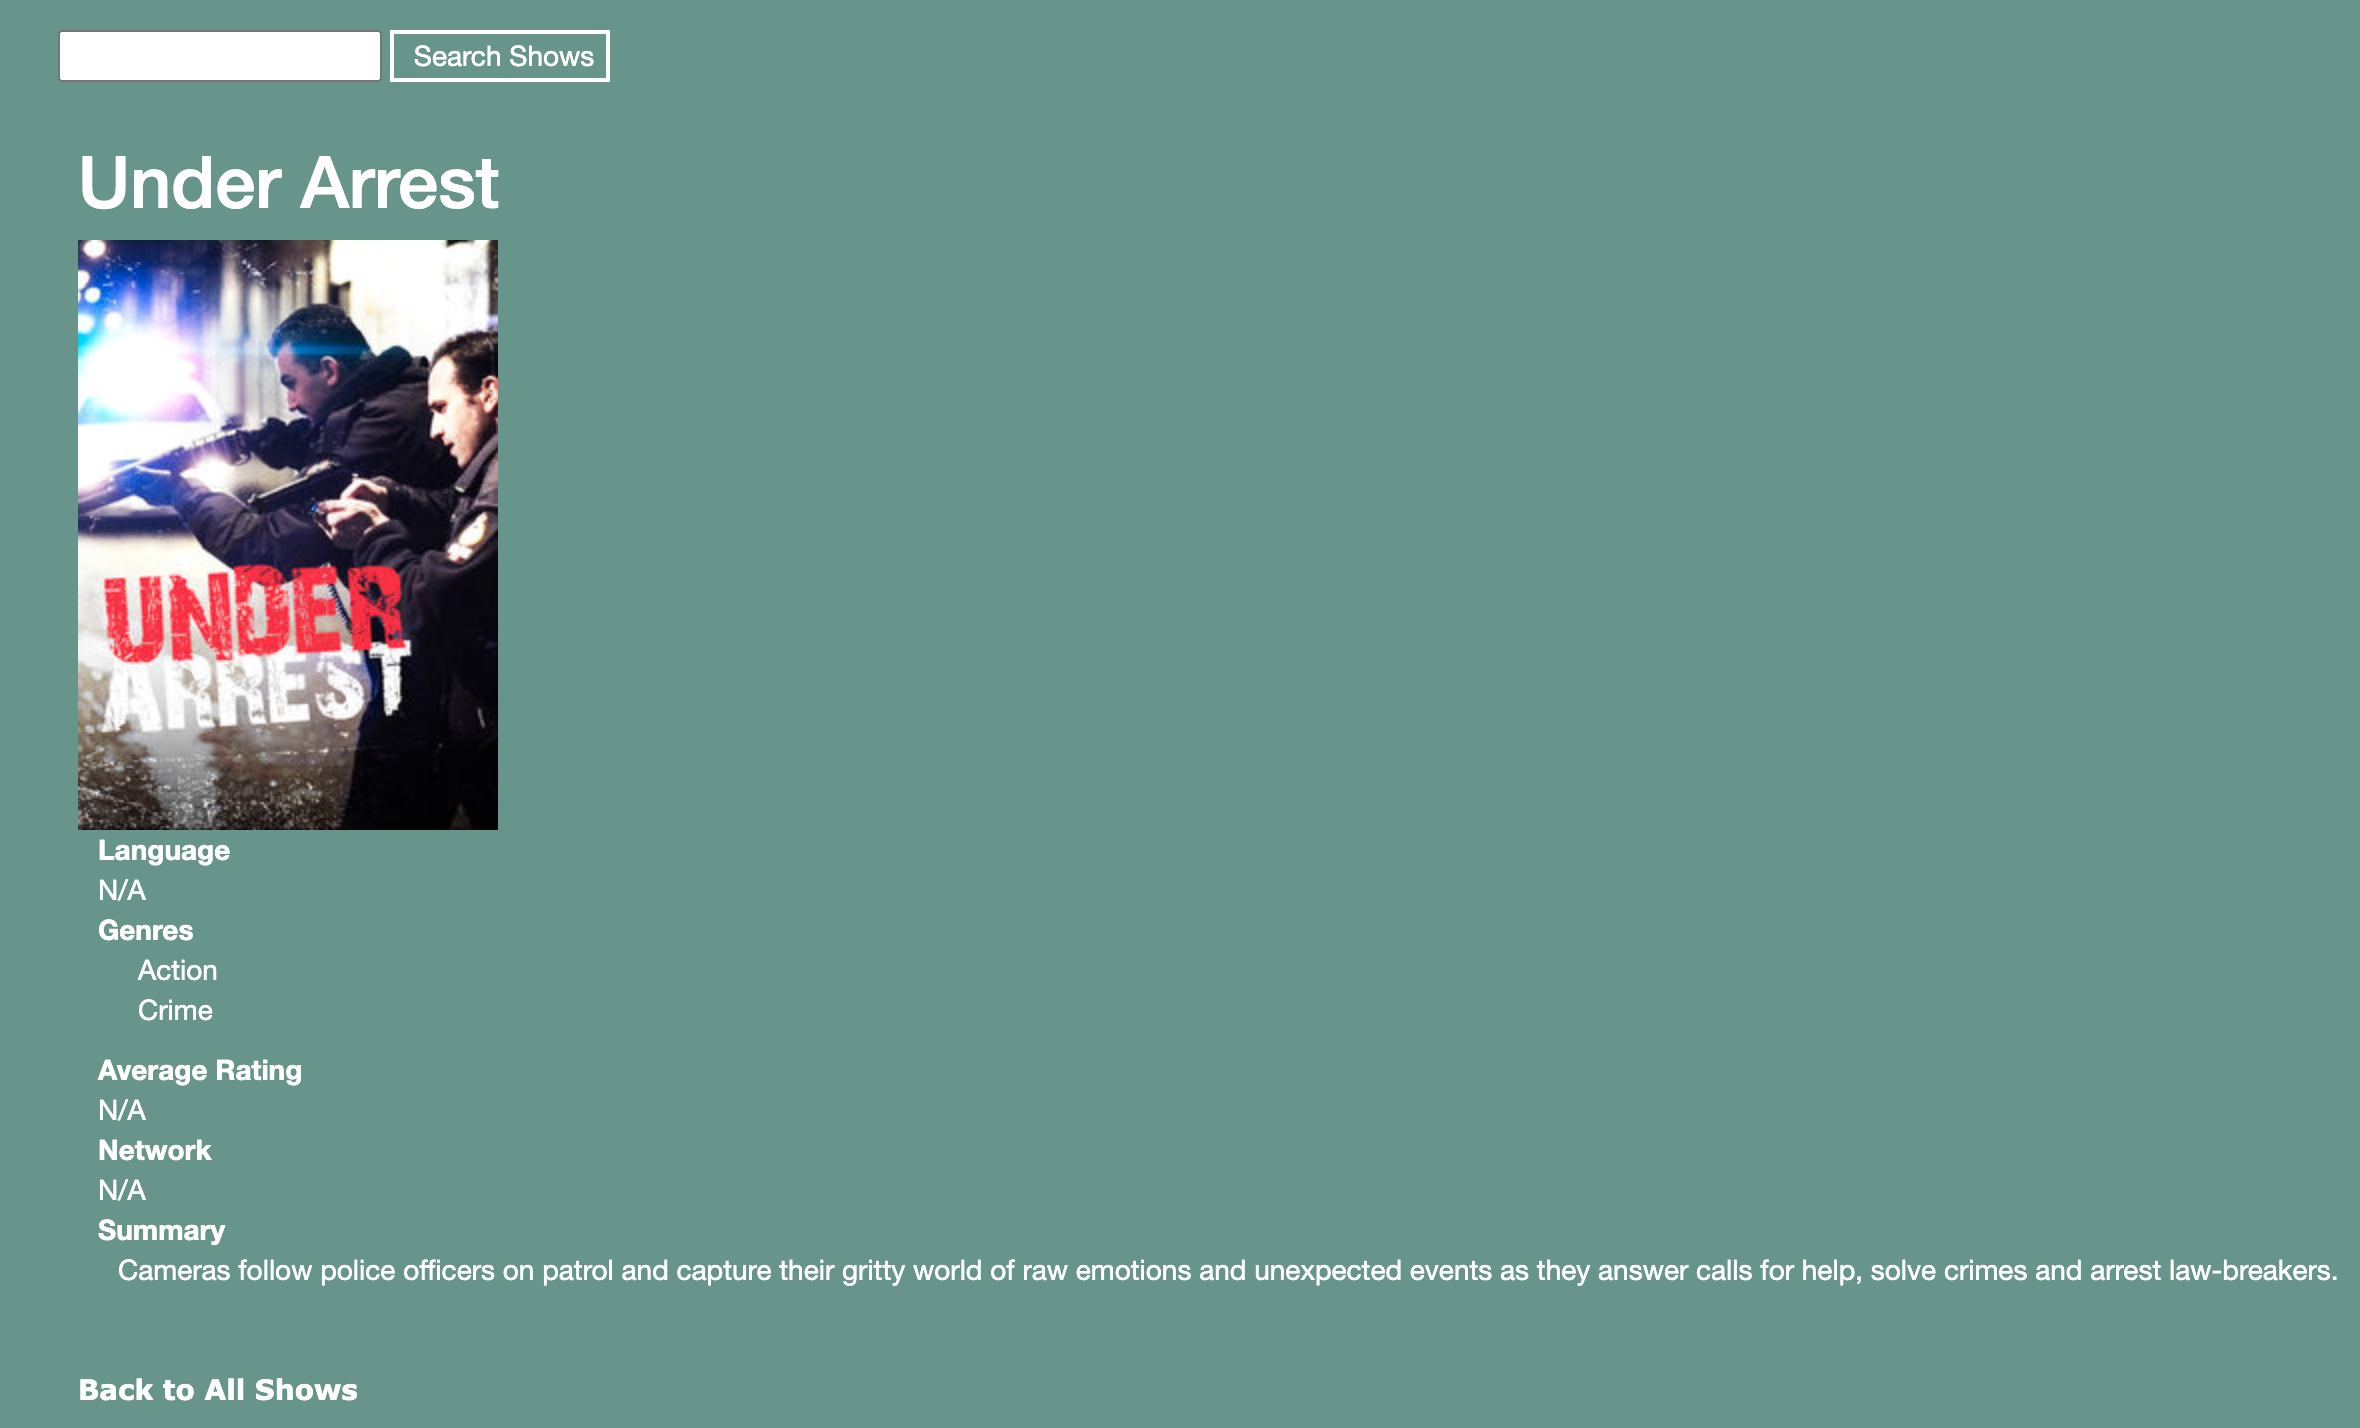 Search Shows
Under Arrest
UNDER
ARREST
Language
N/A
Genres
Action
Crime
Average Rating
N/A
Network
N/A
Summary
Cameras follow police officers on patrol and capture their gritty world of raw emotions and unexpected events as they answer calls for help, solve crimes and arrest law-breakers.
Back to All Shows